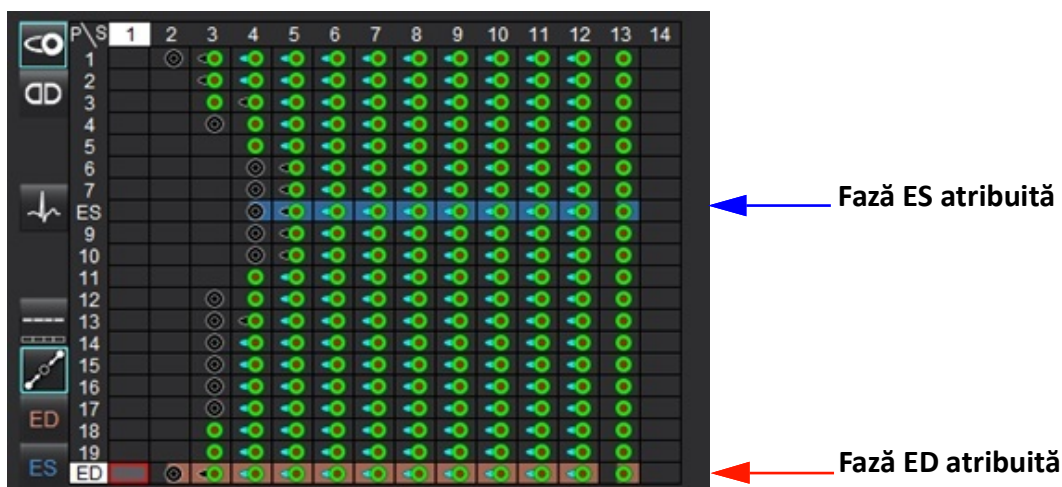 P\S 1 2 3 4 5 6 7 8 9 10 11 12 13 14
1
2
3
4
5
6
7
ES
9
10
11
12
13
14
15
16
17
18
19
ED
ED
ES
Fază ES atribuită
Fază ED atribuită